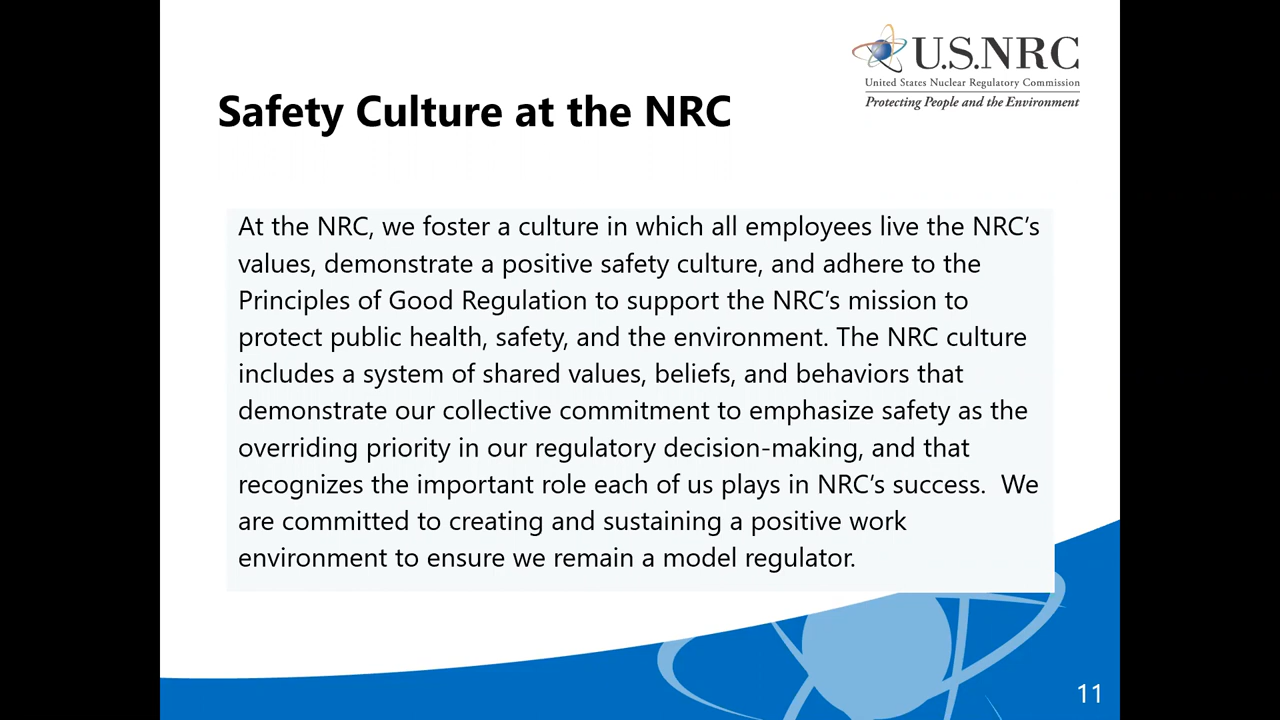 U.S.NRC
United States Nuclear Regulatory Commission
Protecting People and the Environment
Safety Culture at the NRC
At the NRC, we foster a culture in which all employees live the NRC’s
values, demonstrate a positive safety culture, and adhere to the
Principles of Good Regulation to support the NRC’s mission to
protect public health, safety, and the environment. The NRC culture
includes a system of shared values, beliefs, and behaviors that
demonstrate our collective commitment to emphasize safety as the
overriding priority in our regulatory decision-making, and that
recognizes the important role each of us plays in NRC‘s success.  We
are committed to creating and sustaining a positive work
environment to ensure we remain a model regulator.
11